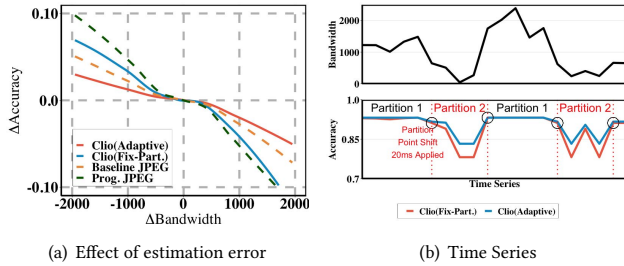 0.10
0.0
-0.10
ΔAccuracy
Clio(Adaptive)
Clio(Fix-Part.)
Baseline JPEG
Prog. JPEG
-2000 -1000 0 1000 2000
ΔBandwidth
(a) Effect of estimation error
Bandwidth
2000
1000
0
Accuracy
1.0
0.85
0.7
Partition 1 Partition 2 Partition 1 Partition 2
Partition
Point Shift
20ms Applied
Time Series
Clio(Fix-Part.) Clio(Adaptive)
(b) Time Series